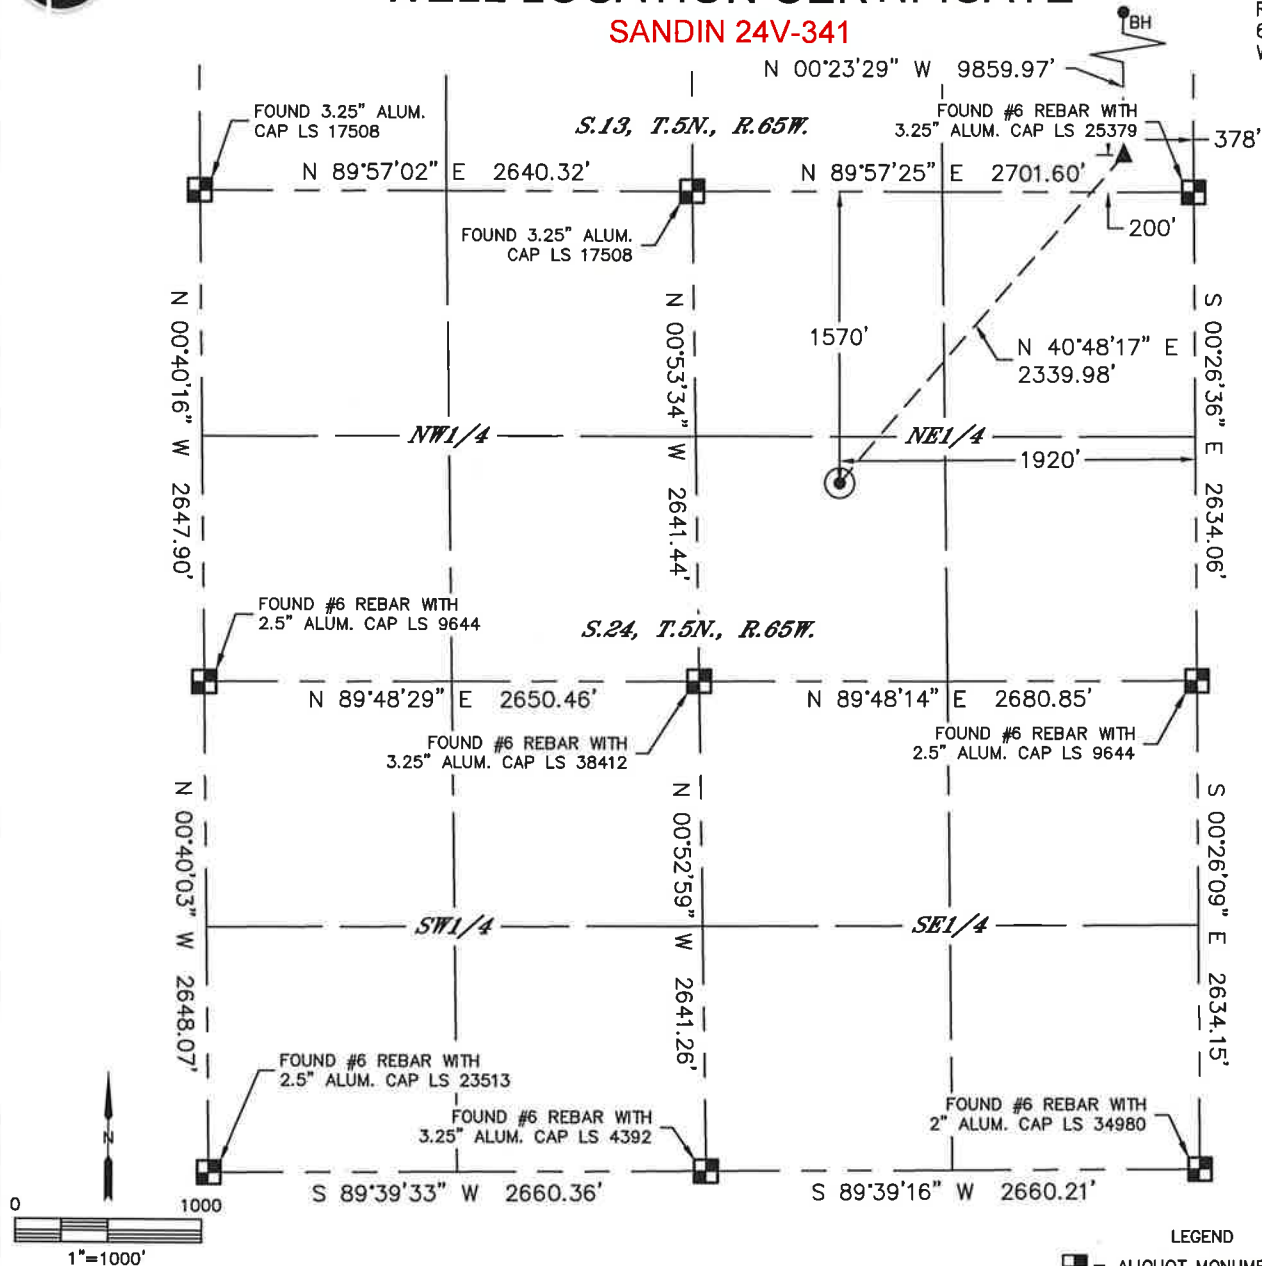 SANDIN 24V-341
BH
N 00°23'29" W 9859.97'
FOUND 3.25" ALUM.
CAP LS 17508
S.13, T.5N., R.65W.
FOUND #6 REBAR WITH
3.25" ALUM. CAP LS 25379
378'
N 89°57'02" E 2640.32'
N 89°57'25" E 2701.60'
200'
FOUND 3.25" ALUM.
CAP LS 17508
N 00°40'16" W 2647.90'
N 00°53'34" W 2641.44'
1570'
N 40°48'17" E
2339.98'
S 00°26'36" E 2634.06'
NW1/4
NE1/4
1920'
FOUND #6 REBAR WITH
2.5" ALUM. CAP LS 9644
S.24, T.5N., R.65W.
N 89°48'29" E 2650.46'
N 89°48'14" E 2680.85'
FOUND #6 REBAR WITH
3.25" ALUM. CAP LS 38412
FOUND #6 REBAR WITH
2.5" ALUM. CAP LS 9644
N 00°40'03" W 2648.07'
N 00°52'59" W 2641.26'
S 00°26'09" E 2634.15'
SW1/4
SE1/4
FOUND #6 REBAR WITH
2.5" ALUM. CAP LS 23513
FOUND #6 REBAR WITH
3.25" ALUM. CAP LS 4392
FOUND #6 REBAR WITH
2" ALUM. CAP LS 34980
N
S 89°39'33" W 2660.36'
S 89°39'16" W 2660.21'
0 1000
1"=1000'
LEGEND
= ALIQUOT